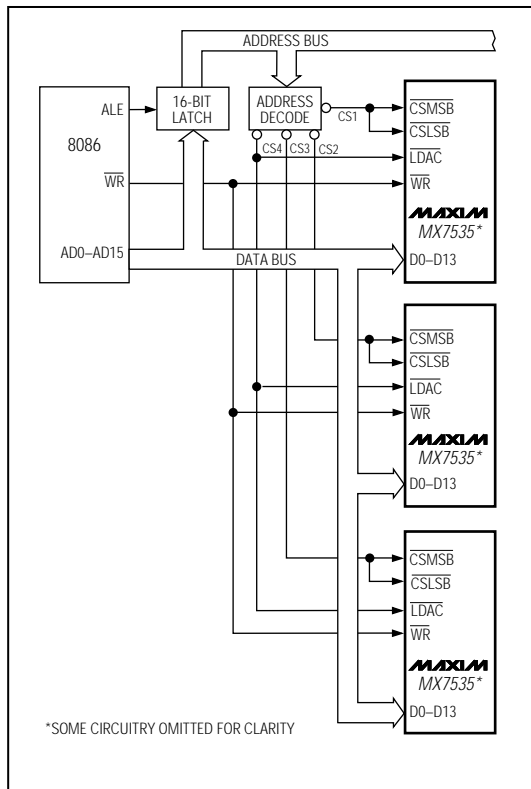 ADDRESS BUS
ALE
16-BIT
LATCH
ADDRESS
DECODE
CS1
CS4
CS3
CS2
8086
WR
AD0–AD15
DATA BUS
CSMSB
CSLSB
LDAC
WR
MAXIM
MX7535*
D0–D13
CSMSB
CSLSB
LDAC
WR
MAXIM
MX7535*
D0–D13
CSMSB
CSLSB
LDAC
WR
MAXIM
MX7535*
D0–D13
*SOME CIRCUITRY OMITTED FOR CLARITY